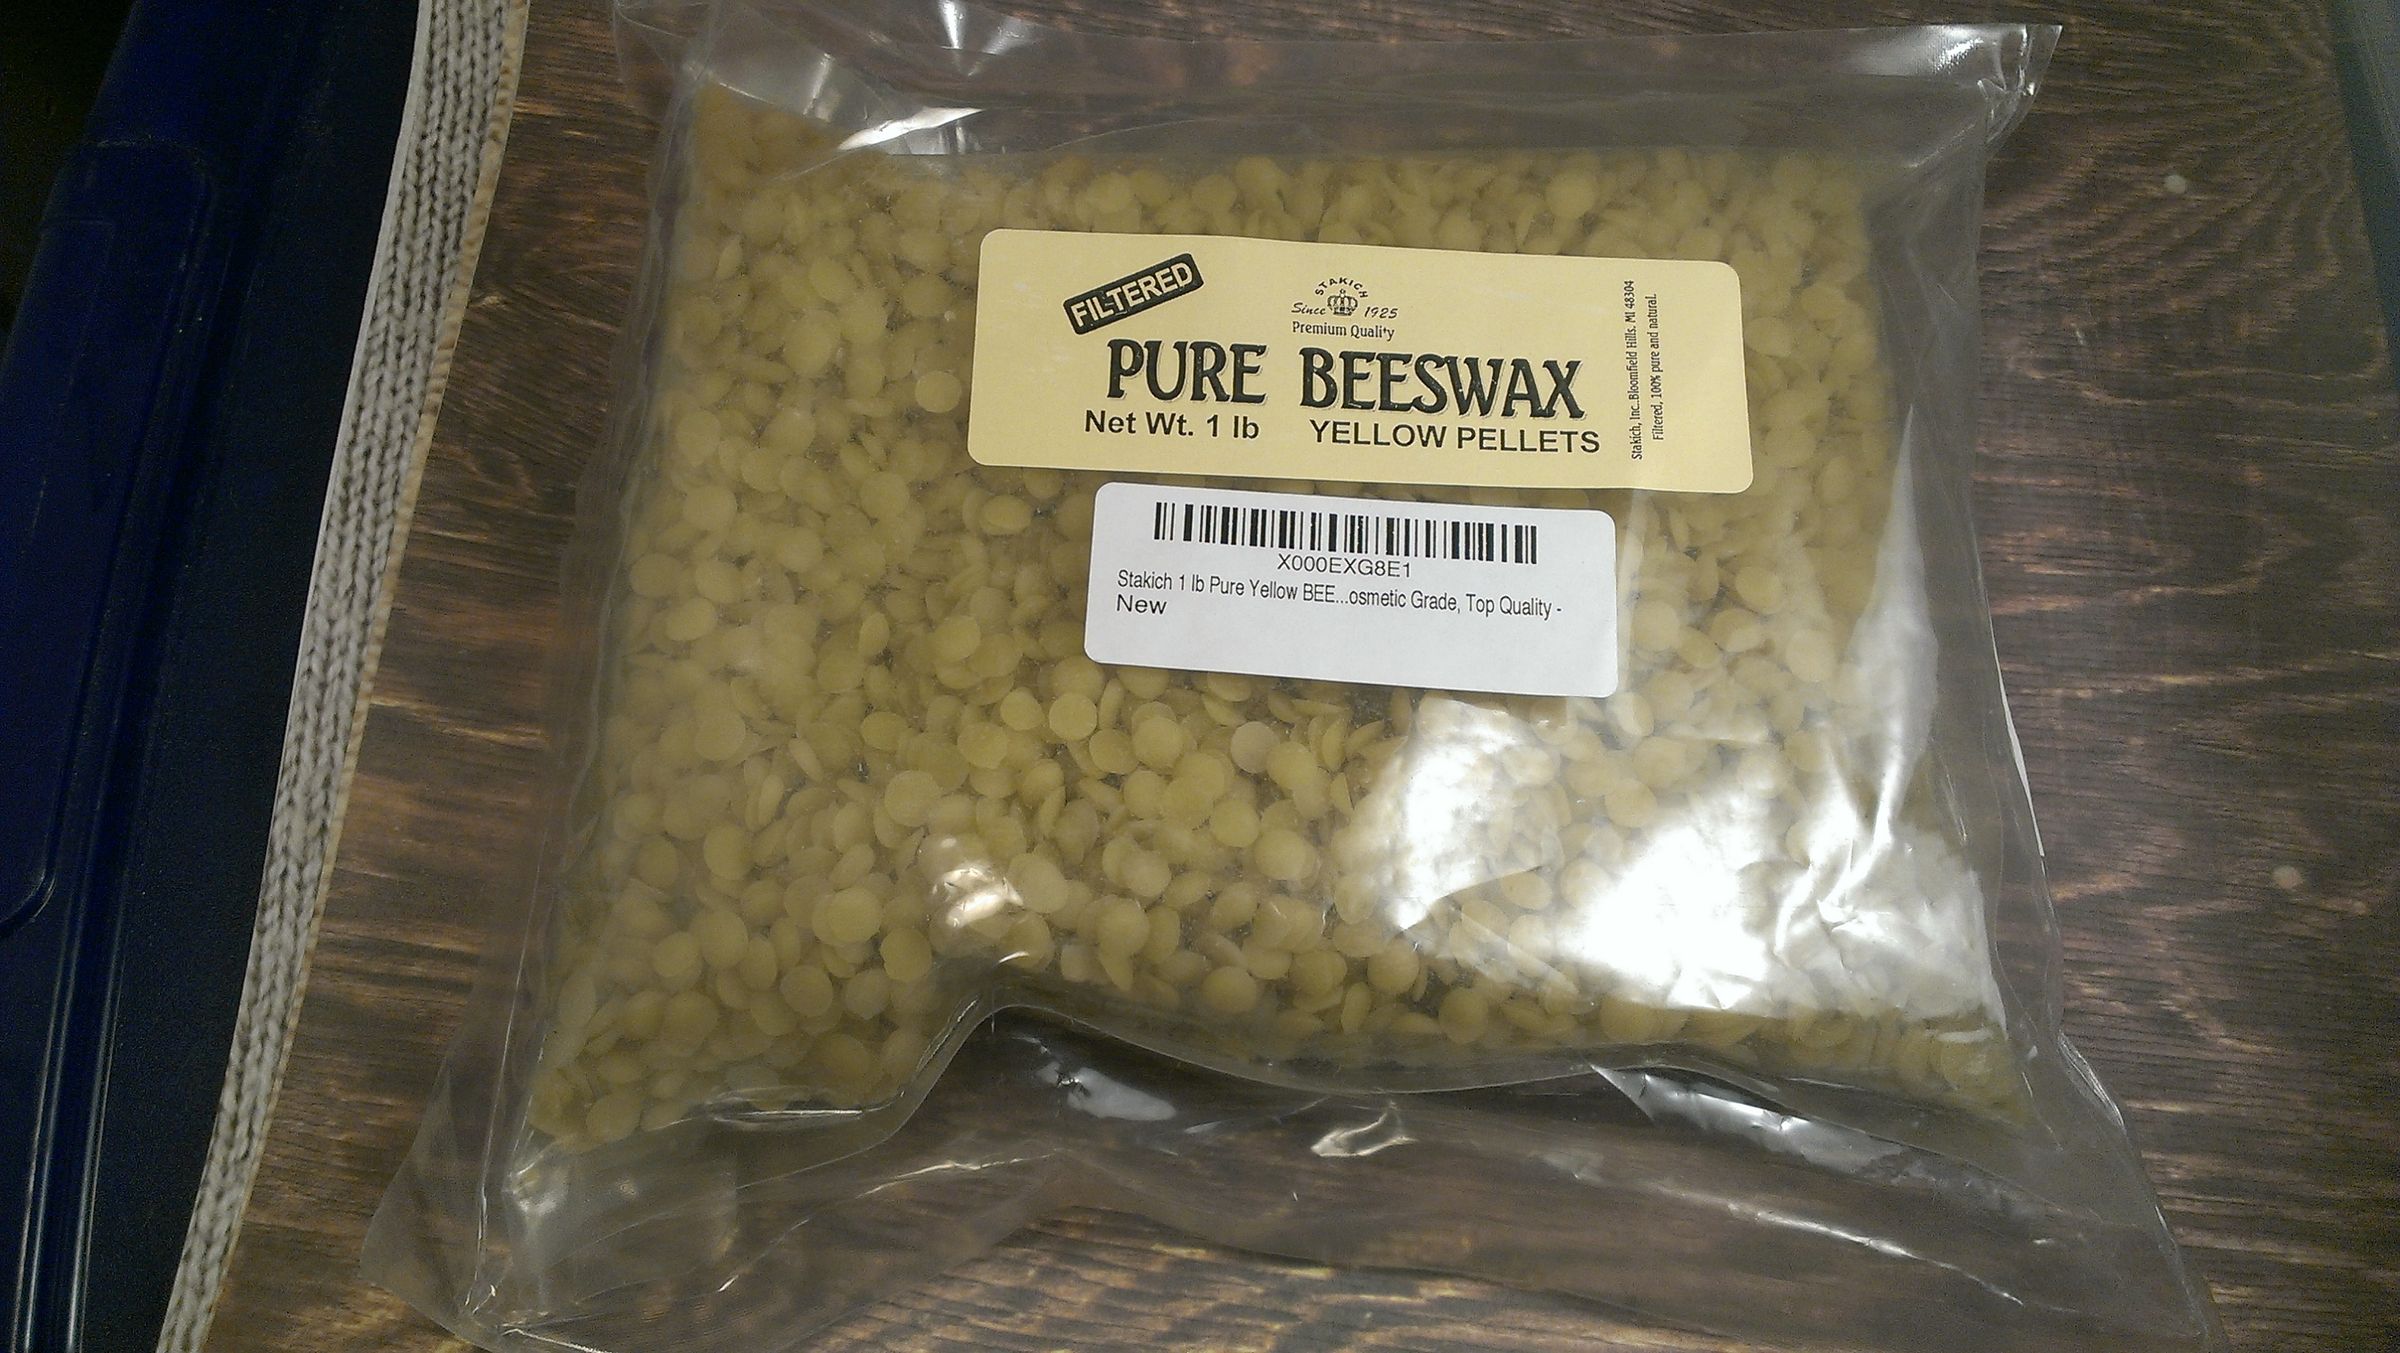 FILTERED
STAKICH
Since 1925
Premium Quality
PURE BEESWAX
Net Wt. 1 lb YELLOW PELLETS
Stakich, Inc. Bloomfield Hills, MI 48304
Filtered, 100% pure and natural.
X000EXG8E1
Stakich 1 lb Pure Yellow BEE...osmetic Grade, Top Quality -
New